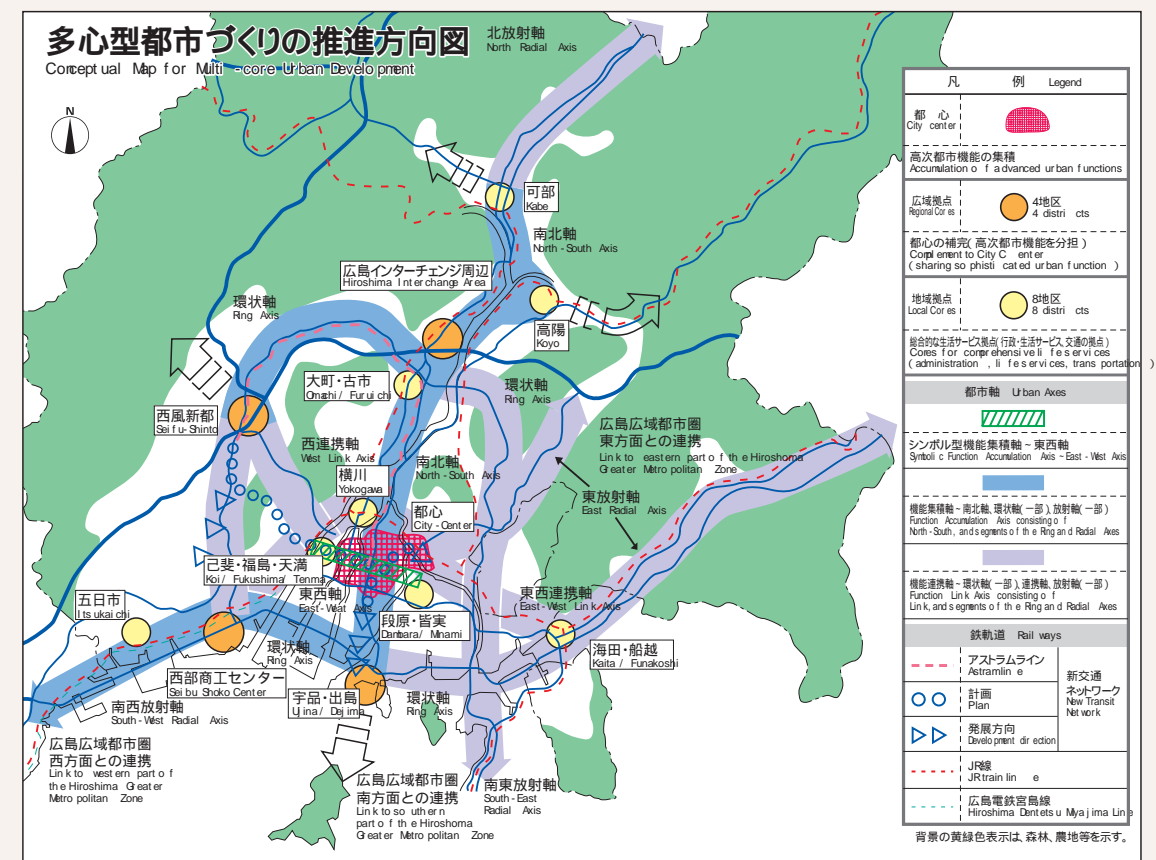 多心型都市づくりの推進方向図
Conceptual Map for Multi -core Urban Development
N
北放射軸
North Radial Axis
可部
Kabe
南北軸
North-South Axis
広島インターチェンジ周辺
Hiroshima Interchange Area
環状軸
Ring Axis
高陽
Koyo
大町・古市
Omachi/ Furuichi
環状軸
Ring Axis
西風新都
Seifu-Shinto
西連携軸
West Link Axis
広島広域都市圏
東方面との連携
Link to eastern part of the Hiroshoma
Greater Metropolitan Zone
南北軸
North-South Axis
横川
Yokogawa
東放射軸
East Radial Axis
都心
City-Canter
己斐・福島・天満
Koi/ Fukushima/ Tenma
東西軸
East-Weat Axis
五日市
Itsukaichi
段原・皆実
Danbara/ Minami
東西連携軸
East-West Link Axis
海田・船越
Kaita / Funakoshi
環状軸
Ring Axis
西部商工センター
Seibu Shoko Center
宇品・出島
Ujina/ Dejima
環状軸
Ring Axis
南西放射軸
South-West Radial Axis
広島広域都市圏
西方面との連携
Link to western part of
the Hiroshima Greater
Metropolitan Zone
広島広域都市圏
南方面との連携
Link to southern
part of the Hiroshoma
Greater Metropolitan Zone
南東放射軸
South-East
Radial Axis
凡 例 Legend
都 心
City center
高次都市機能の集積
Accumulation of advanced urban functions
広域拠点
Regional Cores
4地区
4 districts
都心の補完(高次都市機能を分担)
Complement to City Center
(sharing sophisticated urban function )
地域拠点
Local Cores
8地区
8 districts
総合的な生活サービス拠点(行政・生活サービス、交通の拠点)
Cores for comprehensive life services
(administration , life services, transportation )
都市軸 Urban Axes
シンボル型機能集積軸~東西軸
Symbolic Function Accumulation Axis ~East-West Axis
機能集積軸~南北軸、環状軸(一部)、放射軸(一部)
Function Accumulation Axis consisting of
North-South, and segments of the Ring and Radial Axes
機能連携軸~環状軸(一部)、連携軸、放射軸(一部)
Function Link Axis consisting of
Link, and segments of the Ring and Radial Axes
鉄軌道 Railways
アストラムライン
Astramline
計画
Plan
発展方向
Development direction
新交通
ネットワーク
New Transit
Network
JR線
JR train line
広島電鉄宮島線
Hiroshima Dentetsu Miyajima Line
背景の黄緑色表示は、森林、農地等を示す。